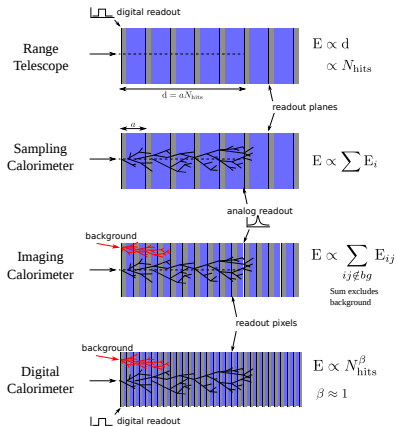 digital readout
Range
Telescope
E ∝ d
∝ N_hits
d = aN_hits
readout planes
a
Sampling
Calorimeter
E ∝ ∑ E_i
analog readout
background
Imaging
Calorimeter
E ∝ ∑ E_ij
ij∉bg
Sum excludes
background
readout pixels
background
Digital
Calorimeter
E ∝ N_hits^β
β ≈ 1
digital readout